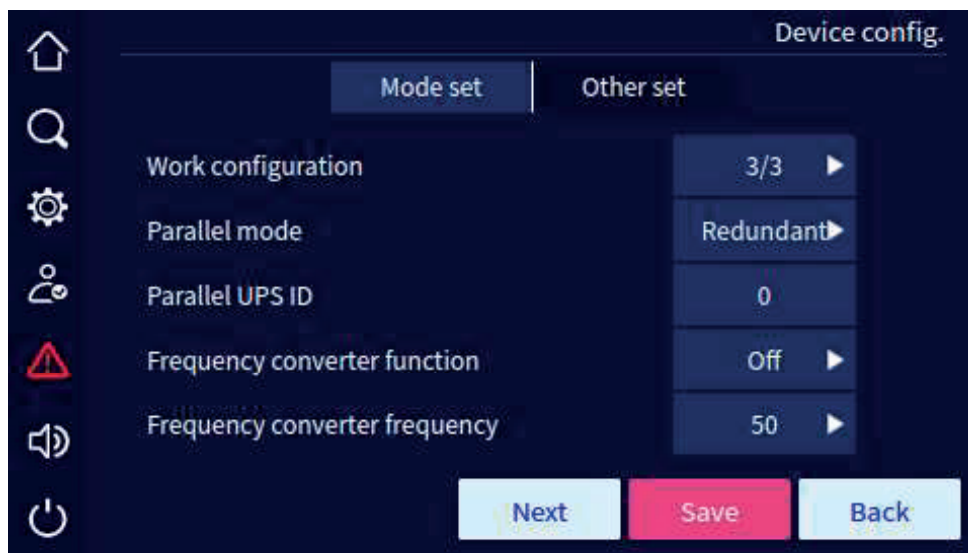 Device config.
Mode set Other set
Work configuration 3/3
Parallel mode Redundant
Parallel UPS ID 0
Frequency converter function Off
Frequency converter frequency 50
Next Save Back